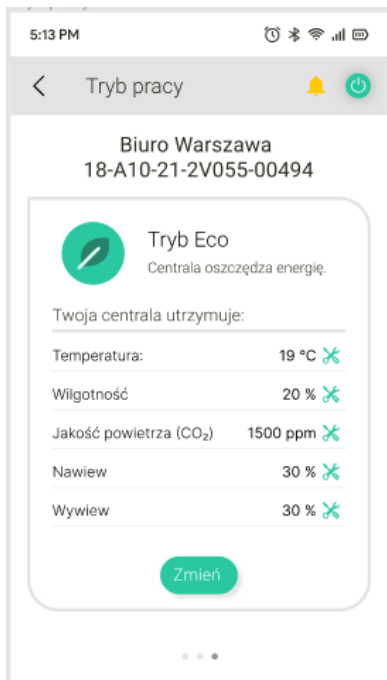 5:13 PM
Tryb pracy
Biuro Warszawa
18-A10-21-2V055-00494
Tryb Eco
Centrala oszczędza energię.
Twoja centrala utrzymuje:
Temperatura: 19 °C
Wilgotność 20 %
Jakość powietrza (CO₂) 1500 ppm
Nawiew 30 %
Wywiew 30 %
Zmień